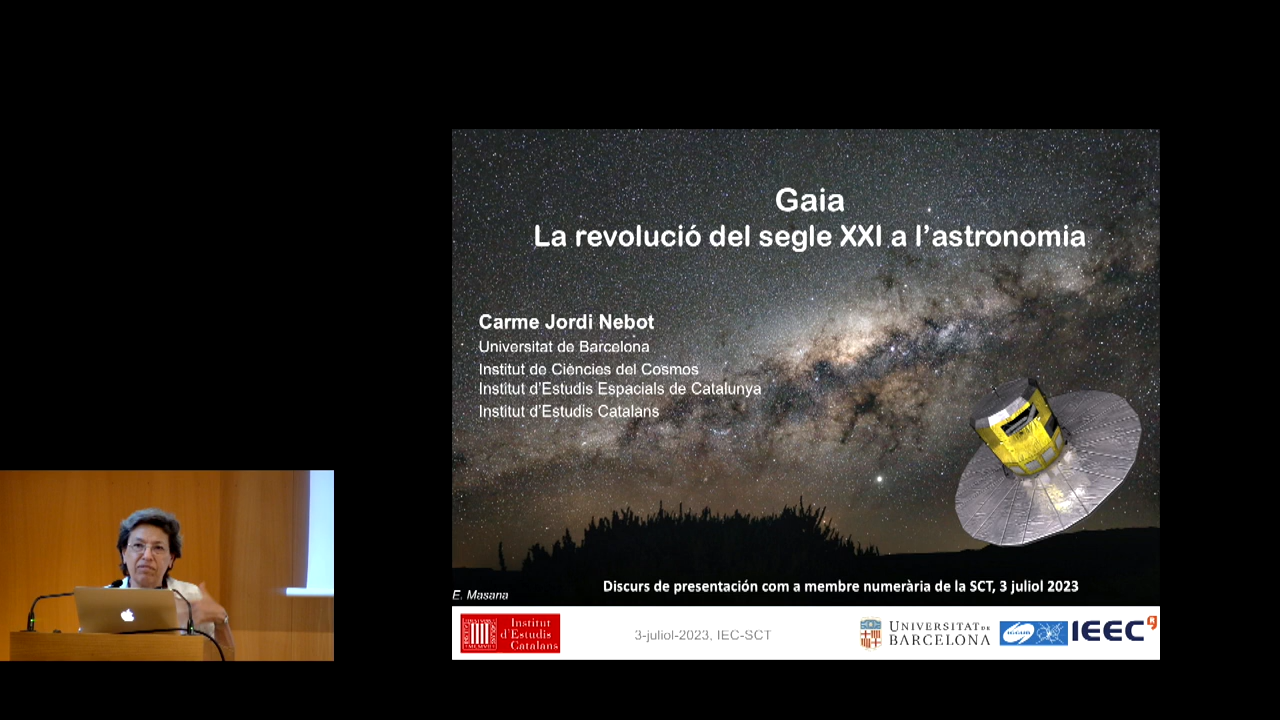 Gaia
La revolució del segle XXI a l’astronomia
Carme Jordi Nebot
Universitat de Barcelona
Institut de Ciències del Cosmos
Institut d’Estudis Espacials de Catalunya
Institut d’Estudis Catalans
Discurs de presentación com a membre numerària de la SCT, 3 juliol 2023
E. Masana
Institut
d'Estudis
Catalans
3-juliol-2023, IEC-SCT
UNIVERSITAT DE
BARCELONA
ICCUB
IEEC